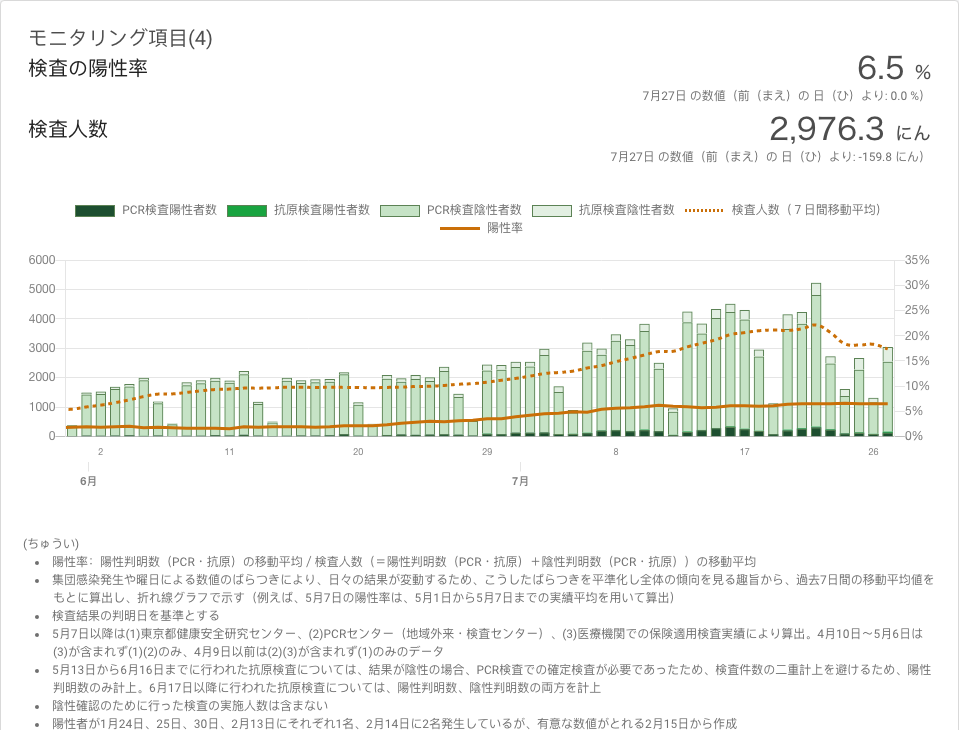 モニタリング項目(4)
検査の陽性率
6.5 %
7月27日 の数値（前（まえ）の 日（ひ）より: 0.0 %）
検査人数
2,976.3 にん
7月27日 の数値（前（まえ）の 日（ひ）より: -159.8 にん）
PCR検査陽性者数 抗原検査陽性者数 PCR検査陰性者数 抗原検査陰性者数 検査人数（７日間移動平均）
陽性率
6000 35%
30%
5000
25%
4000
20%
3000
15%
2000
10%
1000
5%
0 0%
2 11 20 29 8 17 26
6月 7月
(ちゅうい)
• 陽性率：陽性判明数（PCR・抗原）の移動平均 / 検査人数（＝陽性判明数（PCR・抗原）＋陰性判明数（PCR・抗原））の移動平均
• 集団感染発生や曜日による数値のばらつきにより、日々の結果が変動するため、こうしたばらつきを平準化し全体の傾向を見る趣旨から、過去7日間の移動平均値を
もとに算出し、折れ線グラフで示す（例えば、5月7日の陽性率は、5月1日から5月7日までの実績平均を用いて算出）
• 検査結果の判明日を基準とする
• 5月7日以降は(1)東京都健康安全研究センター、(2)PCRセンター（地域外来・検査センター）、(3)医療機関での保険適用検査実績により算出。4月10日～5月6日は
(3)が含まれず(1)(2)のみ、4月9日以前は(2)(3)が含まれず(1)のみのデータ
• 5月13日から6月16日までに行われた抗原検査については、結果が陰性の場合、PCR検査での確定検査が必要であったため、検査件数の二重計上を避けるため、陽性
判明数のみ計上。6月17日以降に行われた抗原検査については、陽性判明数、陰性判明数の両方を計上
• 陰性確認のために行った検査の実施人数は含まない
• 陽性者が1月24日、25日、30日、2月13日にそれぞれ1名、2月14日に2名発生しているが、有意な数値がとれる2月15日から作成